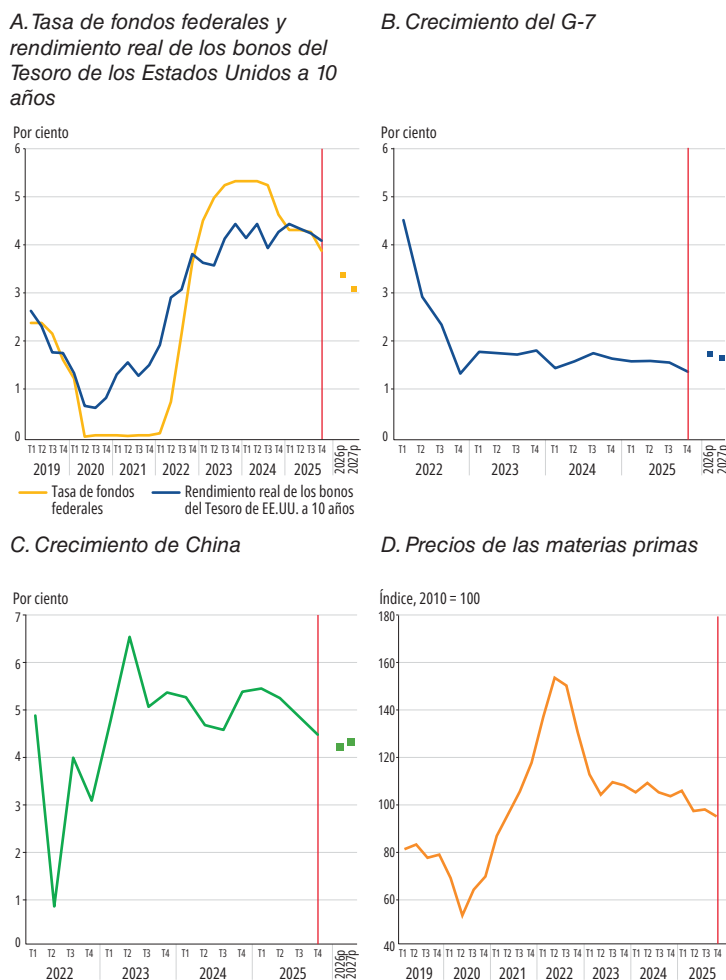 A. Tasa de fondos federales y
rendimiento real de los bonos del
Tesoro de los Estados Unidos a 10
años
Por ciento
6
5
4
3
2
1
0
T1 T2 T3 T4 T1 T2 T3 T4 T1 T2 T3 T4 T1 T2 T3 T4 T1 T2 T3 T4 T1 T2 T3 T4 T1 T2 T3 T4
2019 2020 2021 2022 2023 2024 2025 2026p 2027p
Tasa de fondos
federales
Rendimiento real de los bonos
del Tesoro de EE.UU. a 10 años
B. Crecimiento del G-7
Por ciento
6
5
4
3
2
1
0
T1 T2 T3 T4 T1 T2 T3 T4 T1 T2 T3 T4 T1 T2 T3 T4
2022 2023 2024 2025 2026p 2027p
C. Crecimiento de China
Por ciento
7
6
5
4
3
2
1
0
T1 T2 T3 T4 T1 T2 T3 T4 T1 T2 T3 T4 T1 T2 T3 T4
2022 2023 2024 2025 2026p 2027p
D. Precios de las materias primas
Índice, 2010 = 100
180
160
140
120
100
80
60
40
T1 T2 T3 T4 T1 T2 T3 T4 T1 T2 T3 T4 T1 T2 T3 T4 T1 T2 T3 T4 T1 T2 T3 T4 T1 T2 T3 T4
2019 2020 2021 2022 2023 2024 2025